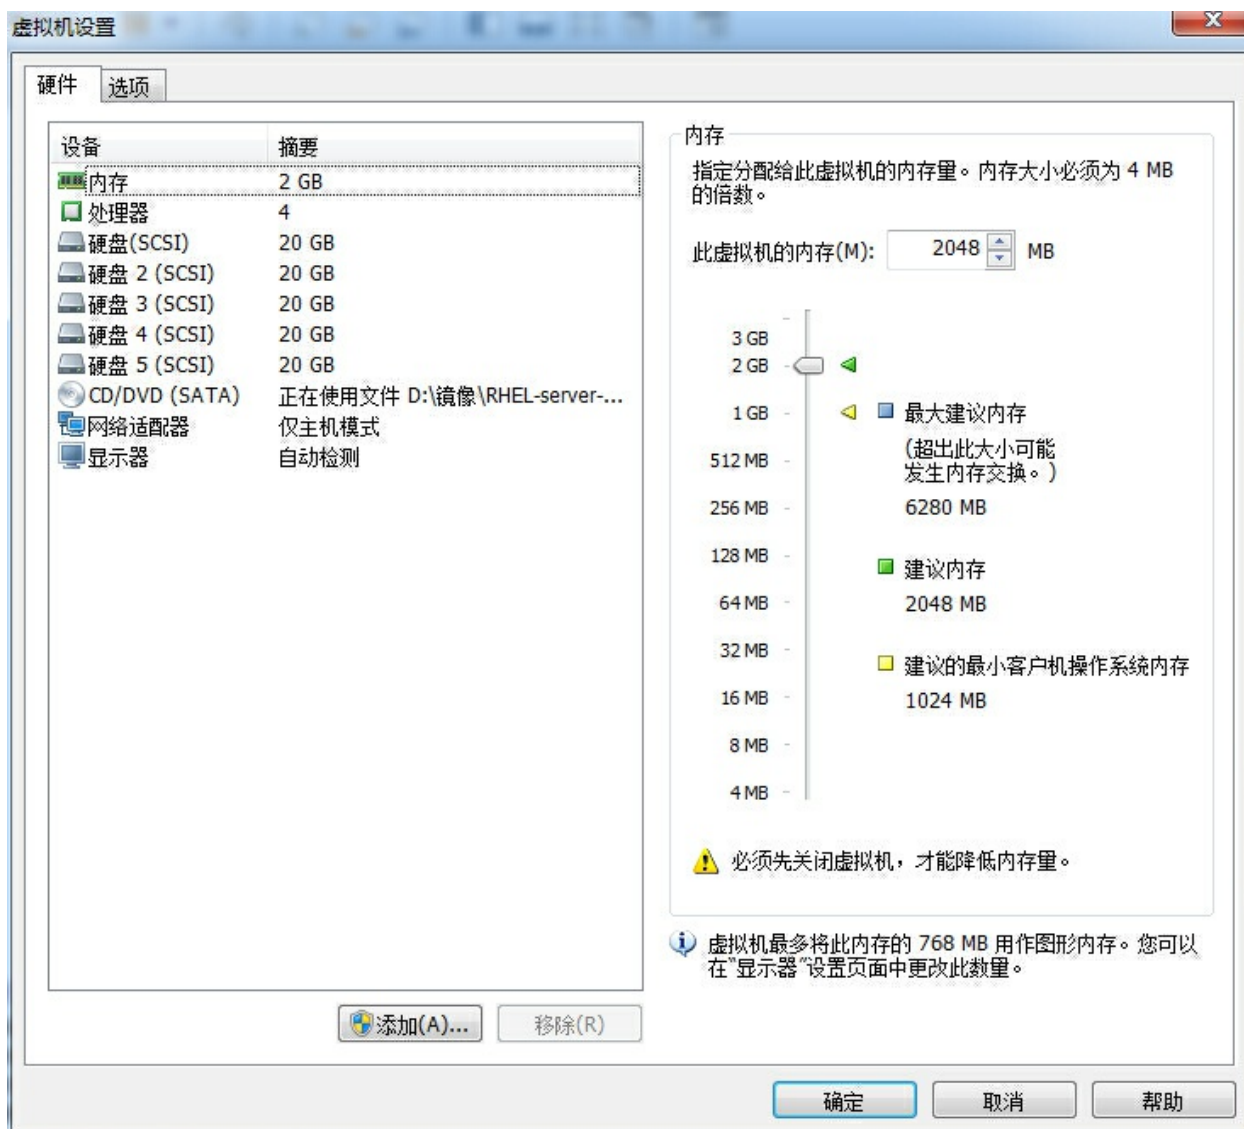 虚拟机设置
硬件 选项
设备 摘要
内存 2 GB
处理器 4
硬盘(SCSI) 20 GB
硬盘 2 (SCSI) 20 GB
硬盘 3 (SCSI) 20 GB
硬盘 4 (SCSI) 20 GB
硬盘 5 (SCSI) 20 GB
CD/DVD (SATA) 正在使用文件 D:\镜像\RHEL-server-...
网络适配器 仅主机模式
显示器 自动检测
添加(A)... 移除(R)
内存
指定分配给此虚拟机的内存量。内存大小必须为 4 MB
的倍数。
此虚拟机的内存(M): 2048 MB
3 GB
2 GB
1 GB
512 MB
256 MB
128 MB
64 MB
32 MB
16 MB
8 MB
4 MB
最大建议内存
(超出此大小可能
发生内存交换。)
6280 MB
建议内存
2048 MB
建议的最小客户机操作系统内存
1024 MB
必须先关闭虚拟机，才能降低内存量。
虚拟机最多将此内存的 768 MB 用作图形内存。您可以
在"显示器"设置页面中更改此数量。
确定 取消 帮助